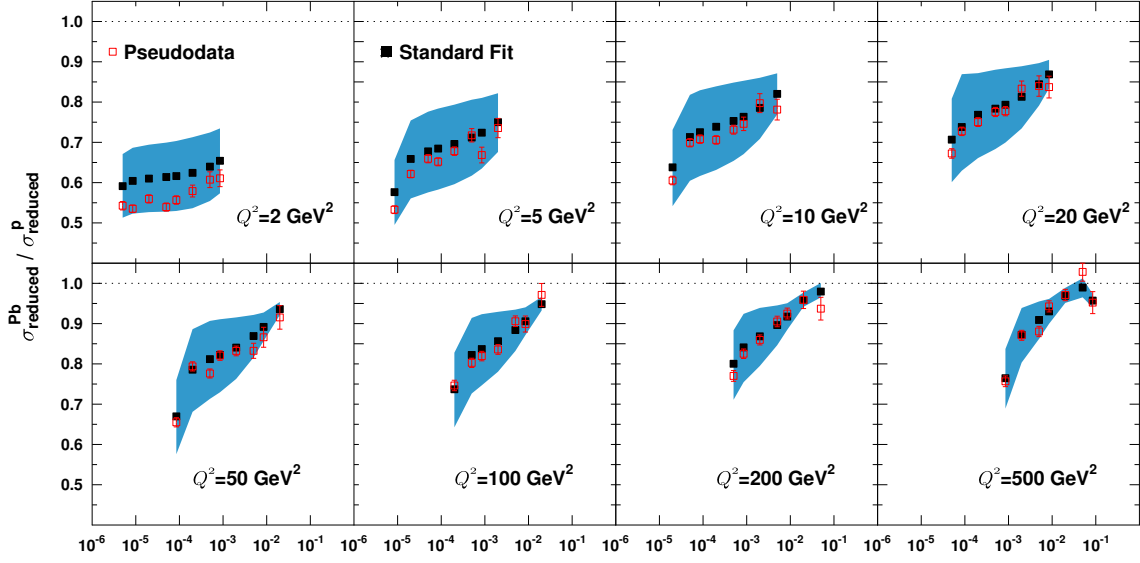 σ^Pb_reduced / σ^p_reduced
1.0
0.9
0.8
0.7
0.6
0.5
Pseudodata
Standard Fit
Q²=2 GeV²
Q²=5 GeV²
Q²=10 GeV²
Q²=20 GeV²
1.0
0.9
0.8
0.7
0.6
0.5
Q²=50 GeV²
Q²=100 GeV²
Q²=200 GeV²
Q²=500 GeV²
10⁻⁶ 10⁻⁵ 10⁻⁴ 10⁻³ 10⁻² 10⁻¹ 10⁻⁶ 10⁻⁵ 10⁻⁴ 10⁻³ 10⁻² 10⁻¹ 10⁻⁶ 10⁻⁵ 10⁻⁴ 10⁻³ 10⁻² 10⁻¹ 10⁻⁶ 10⁻⁵ 10⁻⁴ 10⁻³ 10⁻² 10⁻¹